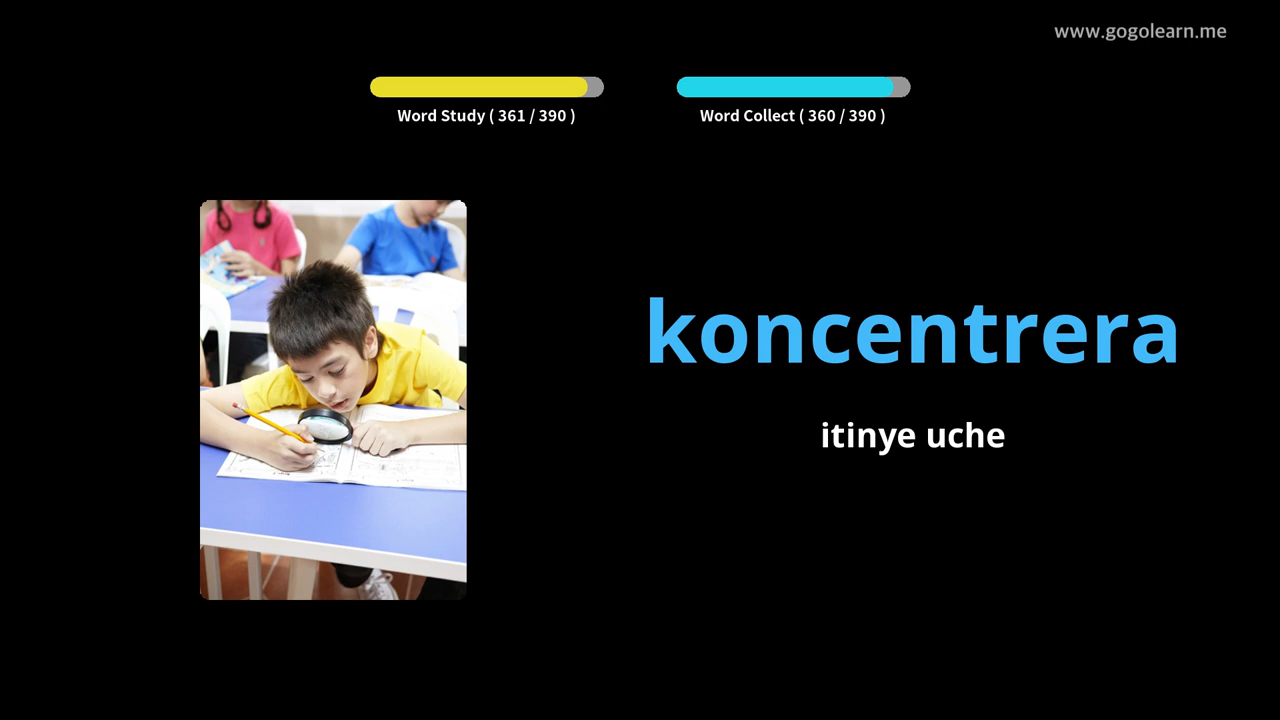 www.gogolearn.me
Word Study ( 361 / 390 )
Word Collect ( 360 / 390 )
koncentrera
itinye uche